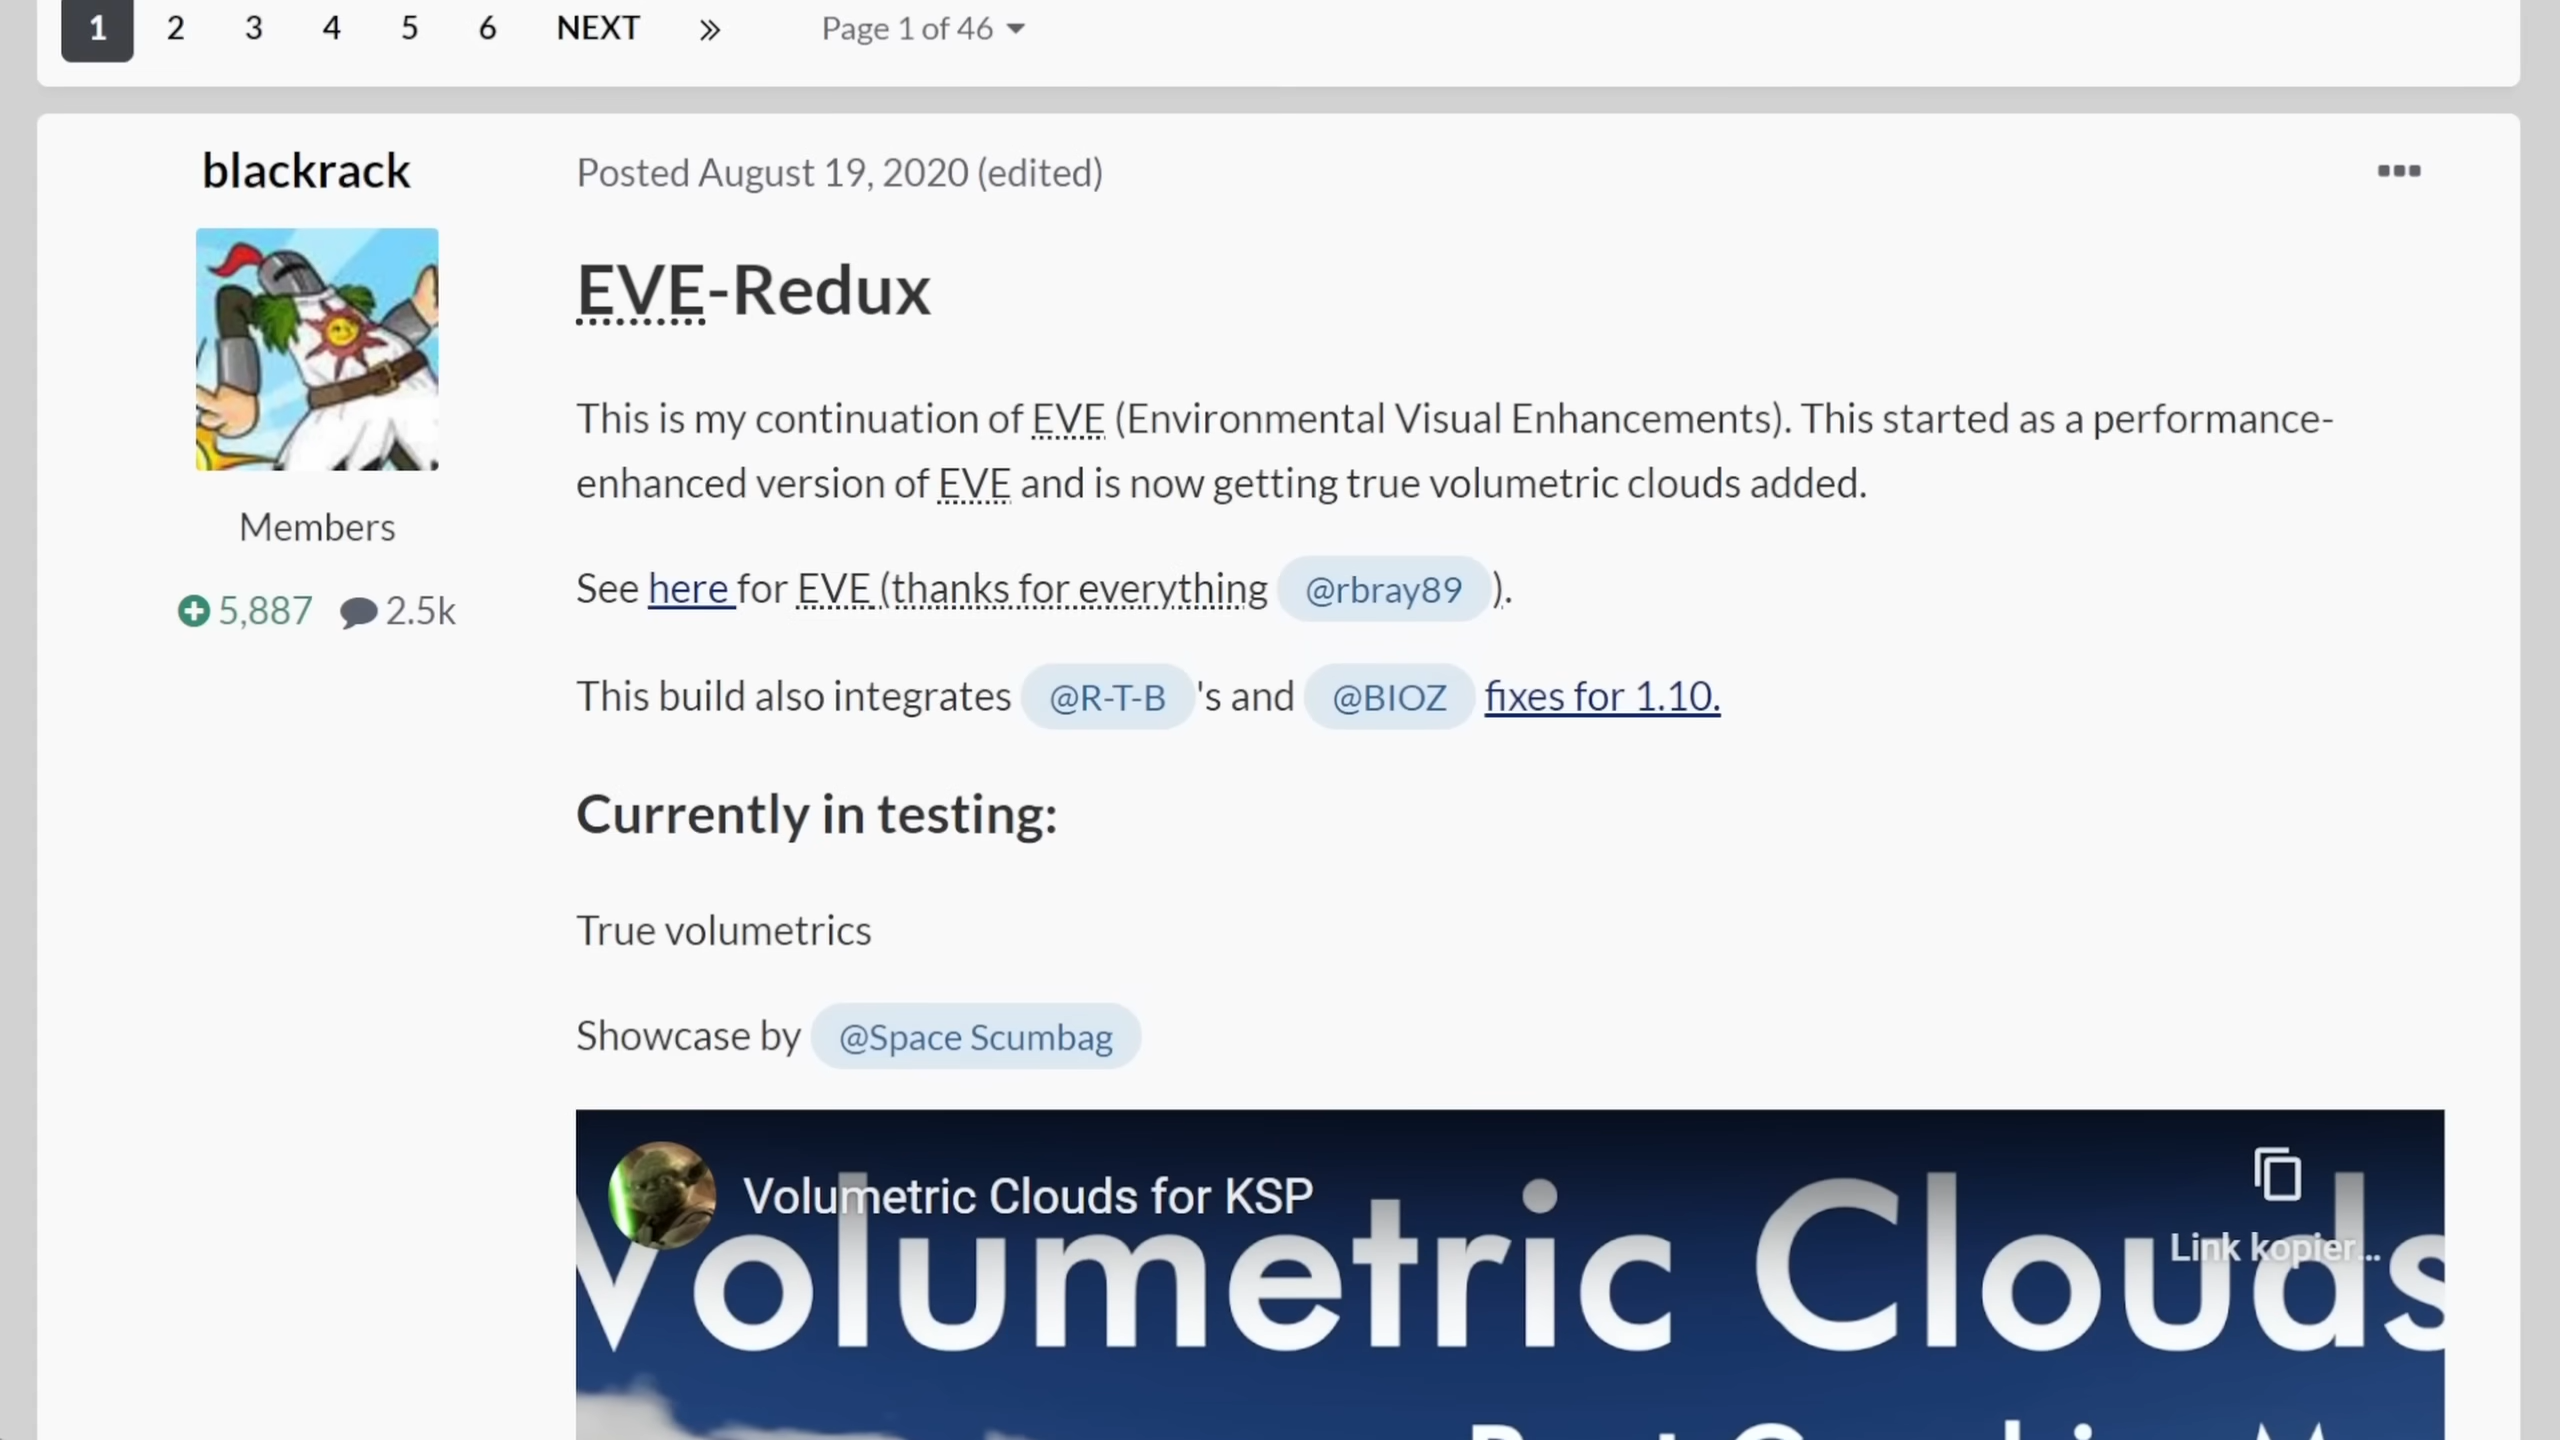 1 2 3 4 5 6 NEXT » Page 1 of 46
blackrack
Posted August 19, 2020 (edited)
EVE-Redux
This is my continuation of EVE (Environmental Visual Enhancements). This started as a performance-
enhanced version of EVE and is now getting true volumetric clouds added.
Members
See here for EVE (thanks for everything @rbray89 ).
5,887 2.5k
This build also integrates @R-T-B 's and @BIOZ fixes for 1.10.
Currently in testing:
True volumetrics
Showcase by @Space Scumbag
Volumetric Clouds for KSP
Link kopier...
Volumetric Clouds